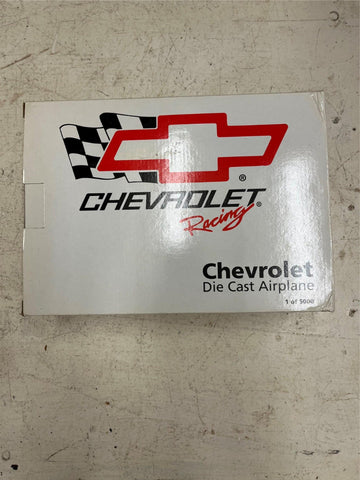 CHEVROLET®
Racing®
Chevrolet
Die Cast Airplane
1 of 5000